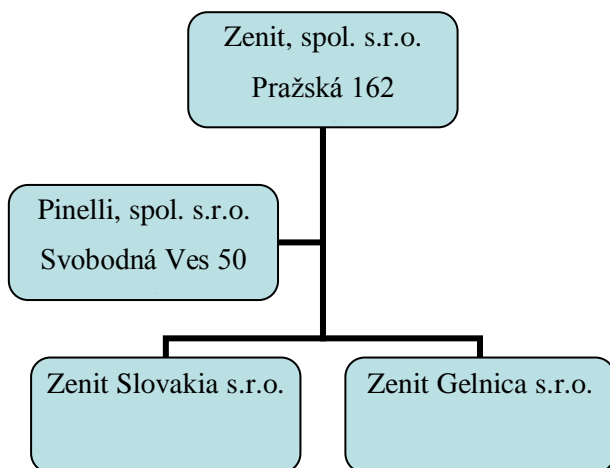 Zenit, spol. s.r.o.
Pražská 162
Pinelli, spol. s.r.o.
Svobodná Ves 50
Zenit Slovakia s.r.o.
Zenit Gelnica s.r.o.